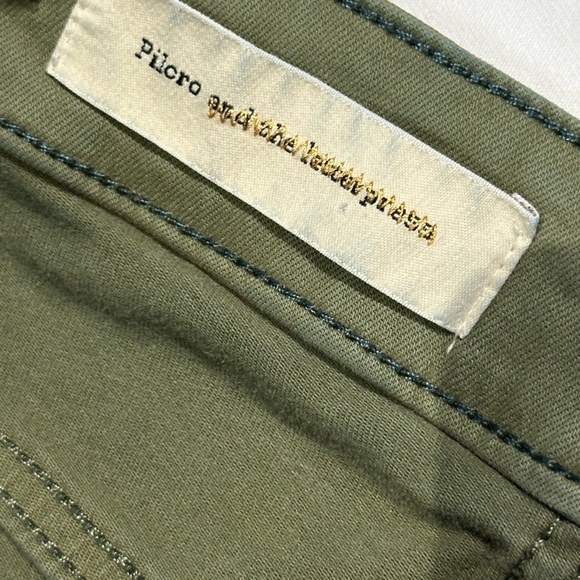 Pilcro and the letterpress